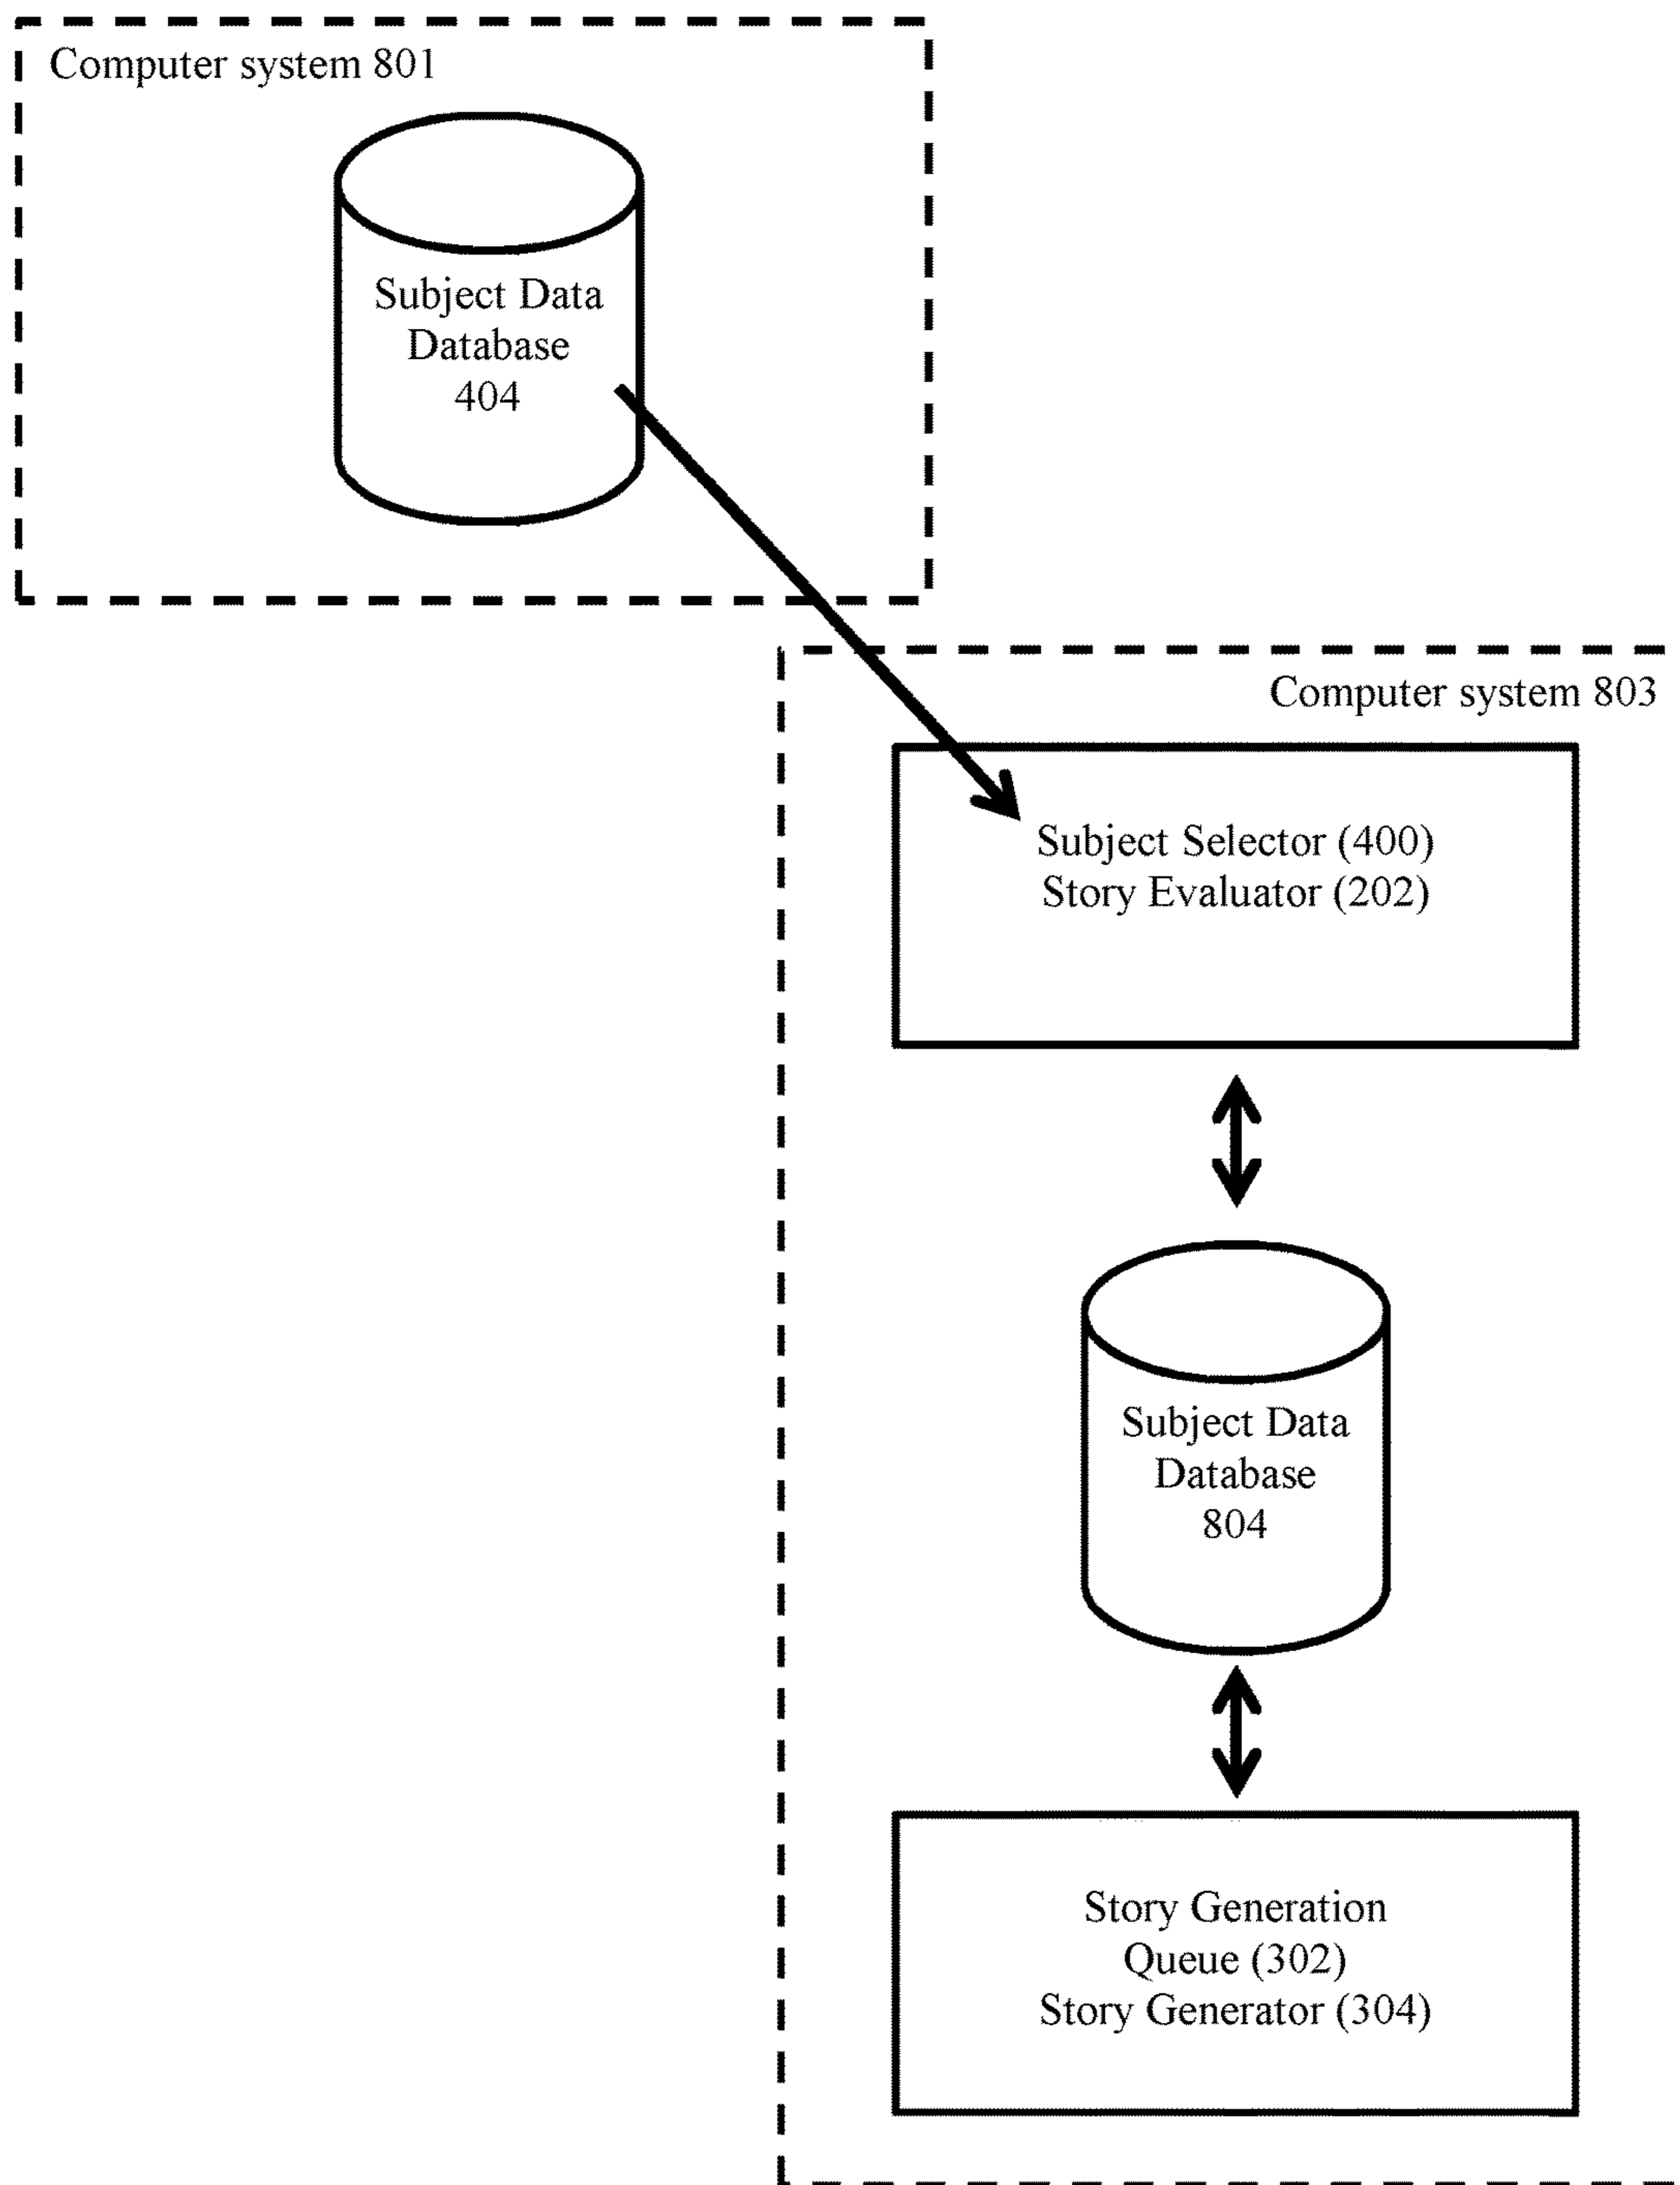 Computer system 801
Subject Data
Database
404
Computer system 803
Subject Selector (400)
Story Evaluator (202)
Subject Data
Database
804
Story Generation
Queue (302)
Story Generator (304)